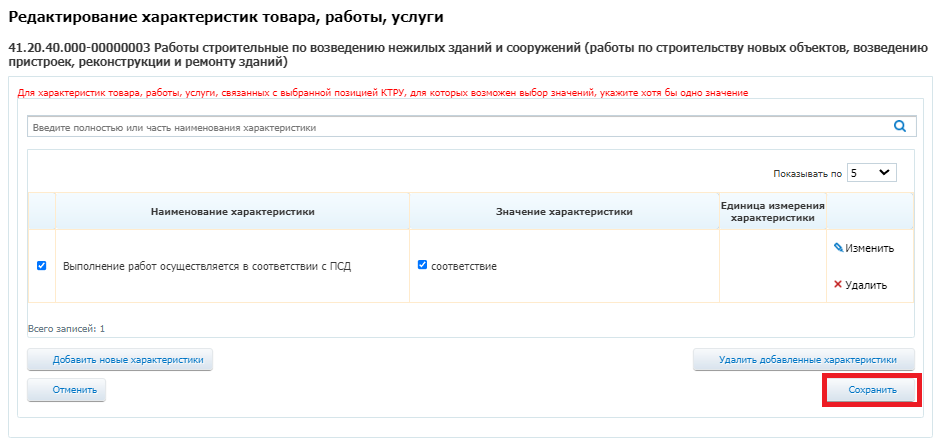 Редактирование характеристик товара, работы, услуги
41.20.40.000-00000003 Работы строительные по возведению нежилых зданий и сооружений (работы по строительству новых объектов, возведению
пристроек, реконструкции и ремонту зданий)
Для характеристик товара, работы, услуги, связанных с выбранной позицией КТРУ, для которых возможен выбор значений, укажите хотя бы одно значение
Введите полностью или часть наименования характеристики
Показывать по 5
Наименование характеристики
Значение характеристики
Единица измерения
характеристики
Выполнение работ осуществляется в соответствии с ПСД
соответствие
Изменить
Удалить
Всего записей: 1
Добавить новые характеристики
Удалить добавленные характеристики
Отменить
Сохранить